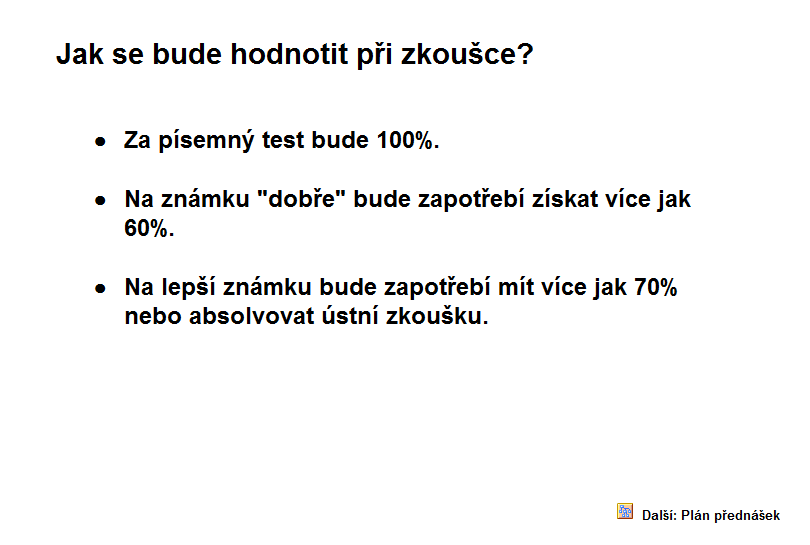 Jak se bude hodnotit při zkoušce?
● Za písemný test bude 100%.
● Na známku "dobře" bude zapotřebí získat více jak
60%.
● Na lepší známku bude zapotřebí mít více jak 70%
nebo absolvovat ústní zkoušku.
Další: Plán přednášek